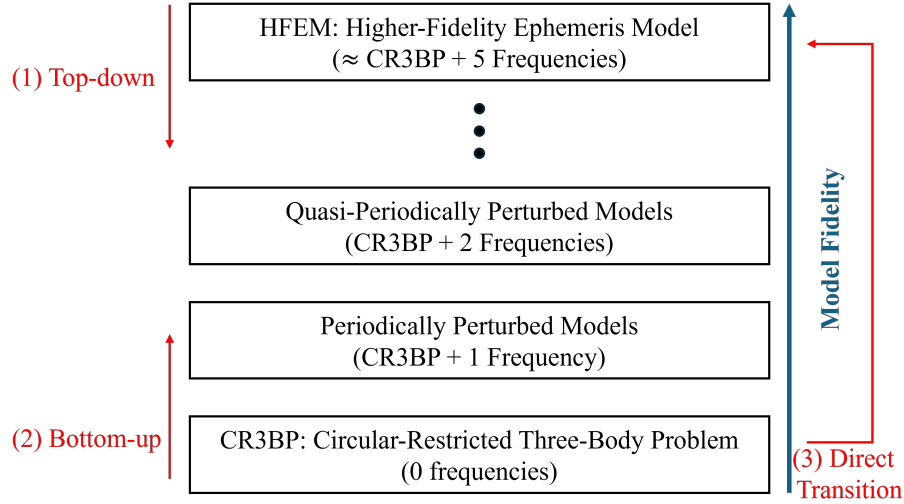 HFEM: Higher-Fidelity Ephemeris Model
(≈ CR3BP + 5 Frequencies)
(1) Top-down
Quasi-Periodically Perturbed Models
(CR3BP + 2 Frequencies)
Model Fidelity
Periodically Perturbed Models
(CR3BP + 1 Frequency)
(2) Bottom-up
CR3BP: Circular-Restricted Three-Body Problem
(0 frequencies)
(3) Direct
Transition